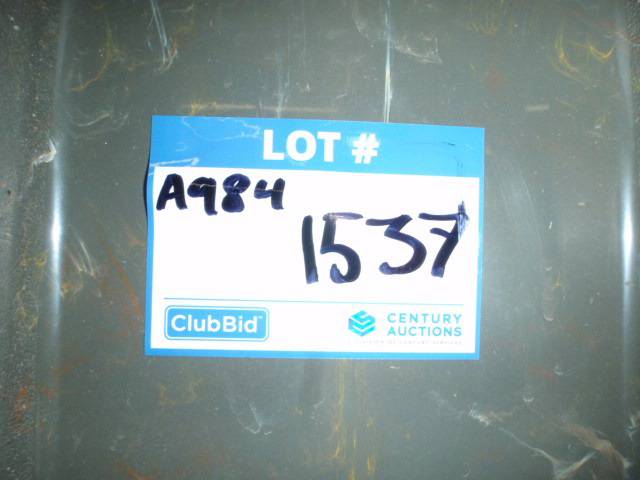 LOT #
A984
1537
ClubBid
CENTURY
AUCTIONS